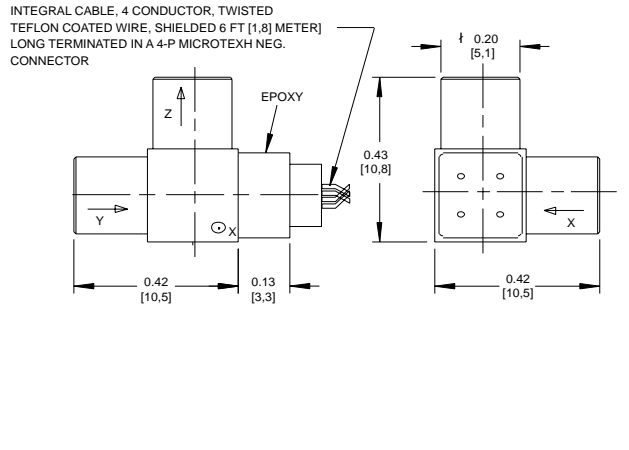 INTEGRAL CABLE, 4 CONDUCTOR, TWISTED
TEFLON COATED WIRE, SHIELDED 6 FT [1,8] METER]
LONG TERMINATED IN A 4-P MICROTEXH NEG.
CONNECTOR
ł 0.20
[5,1]
EPOXY
Z
0.43
[10,8]
Y
X
X
0.42
[10,5]
0.13
[3,3]
0.42
[10,5]